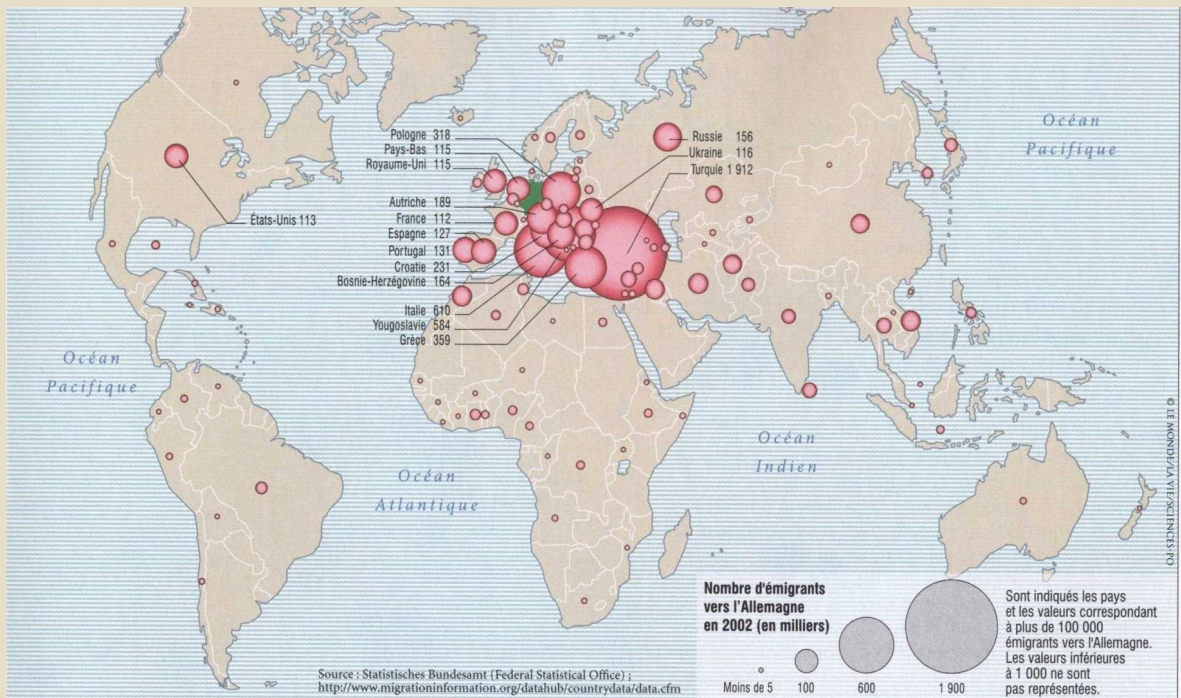 Pologne 318
Pays-Bas 115
Royaume-Uni 115
Autriche 189
France 112
Espagne 127
Portugal 131
Croatie 231
Bosnie-Herzégovine 164
Italie 610
Yougoslavie 584
Grèce 359
Russie 156
Ukraine 116
Turquie 1 912
États-Unis 113
Océan
Pacifique
Océan
Pacifique
Océan
Atlantique
Océan
Indien
© LE MONDE/LA VIE/SCIENCES-PO
Nombre d'émigrants
vers l'Allemagne
en 2002 (en milliers)
Moins de 5 100 600 1 900
Sont indiqués les pays
et les valeurs correspondant
à plus de 100 000
émigrants vers l'Allemagne.
Les valeurs inférieures
à 1 000 ne sont
pas représentées.
Source : Statistisches Bundesamt (Federal Statistical Office) ;
http://www.migrationinformation.org/datahub/countrydata/data.cfm